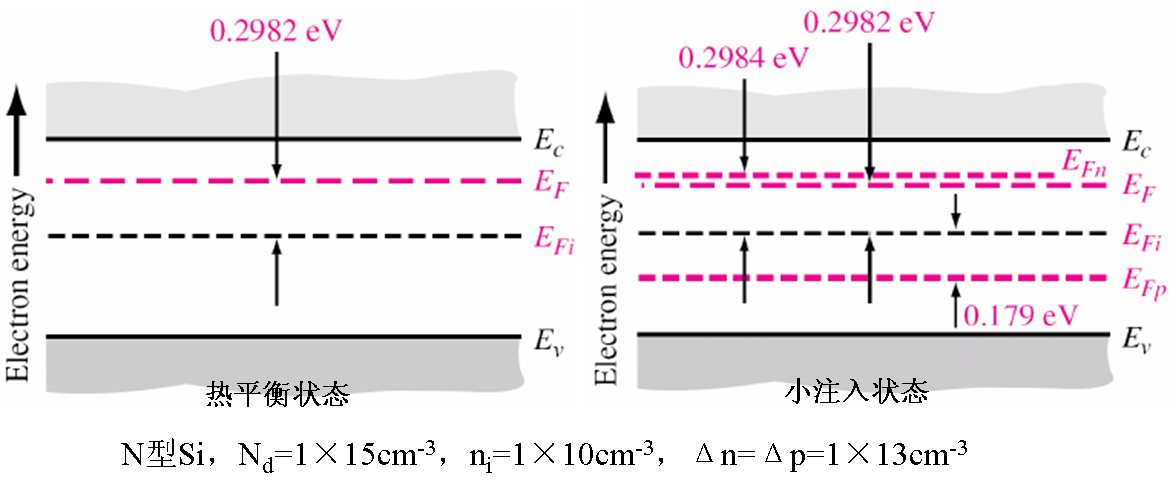 0.2982 eV
Electron energy
E_c
E_F
E_Fi
E_v
热平衡状态
0.2982 eV
0.2984 eV
Electron energy
E_c
E_Fn
E_F
E_Fi
E_Fp
0.179 eV
E_v
小注入状态
N型Si，N_d=1×15cm⁻³，n_i=1×10cm⁻³， Δn=Δp=1×13cm⁻³